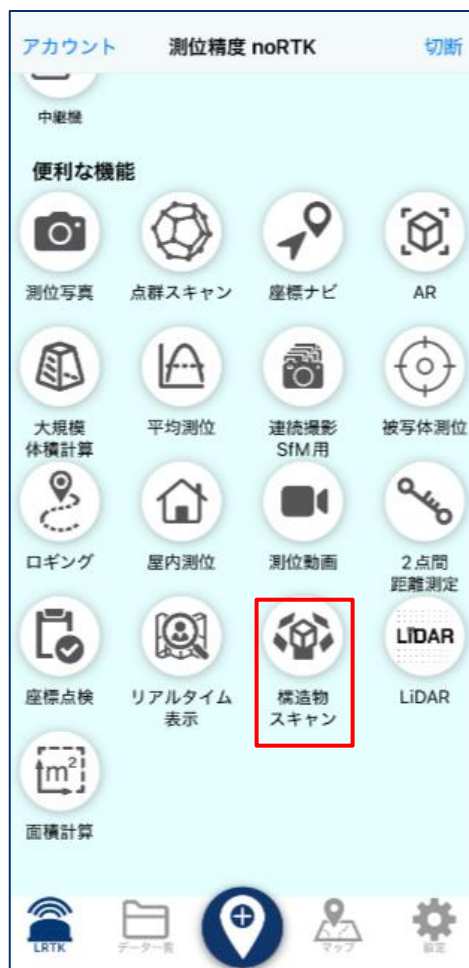 アカウント 測位精度 noRTK 切断
中継機
便利な機能
測位写真 点群スキャン 座標ナビ AR
大規模 平均測位 連続撮影 被写体測位
体積計算 SfM用
ロギング 屋内測位 測位動画 2点間
距離測定
LiDAR
座標点検 リアルタイム 構造物 LiDAR
表示 スキャン
m²
面積計算
LRTK データ一覧 マップ 設定